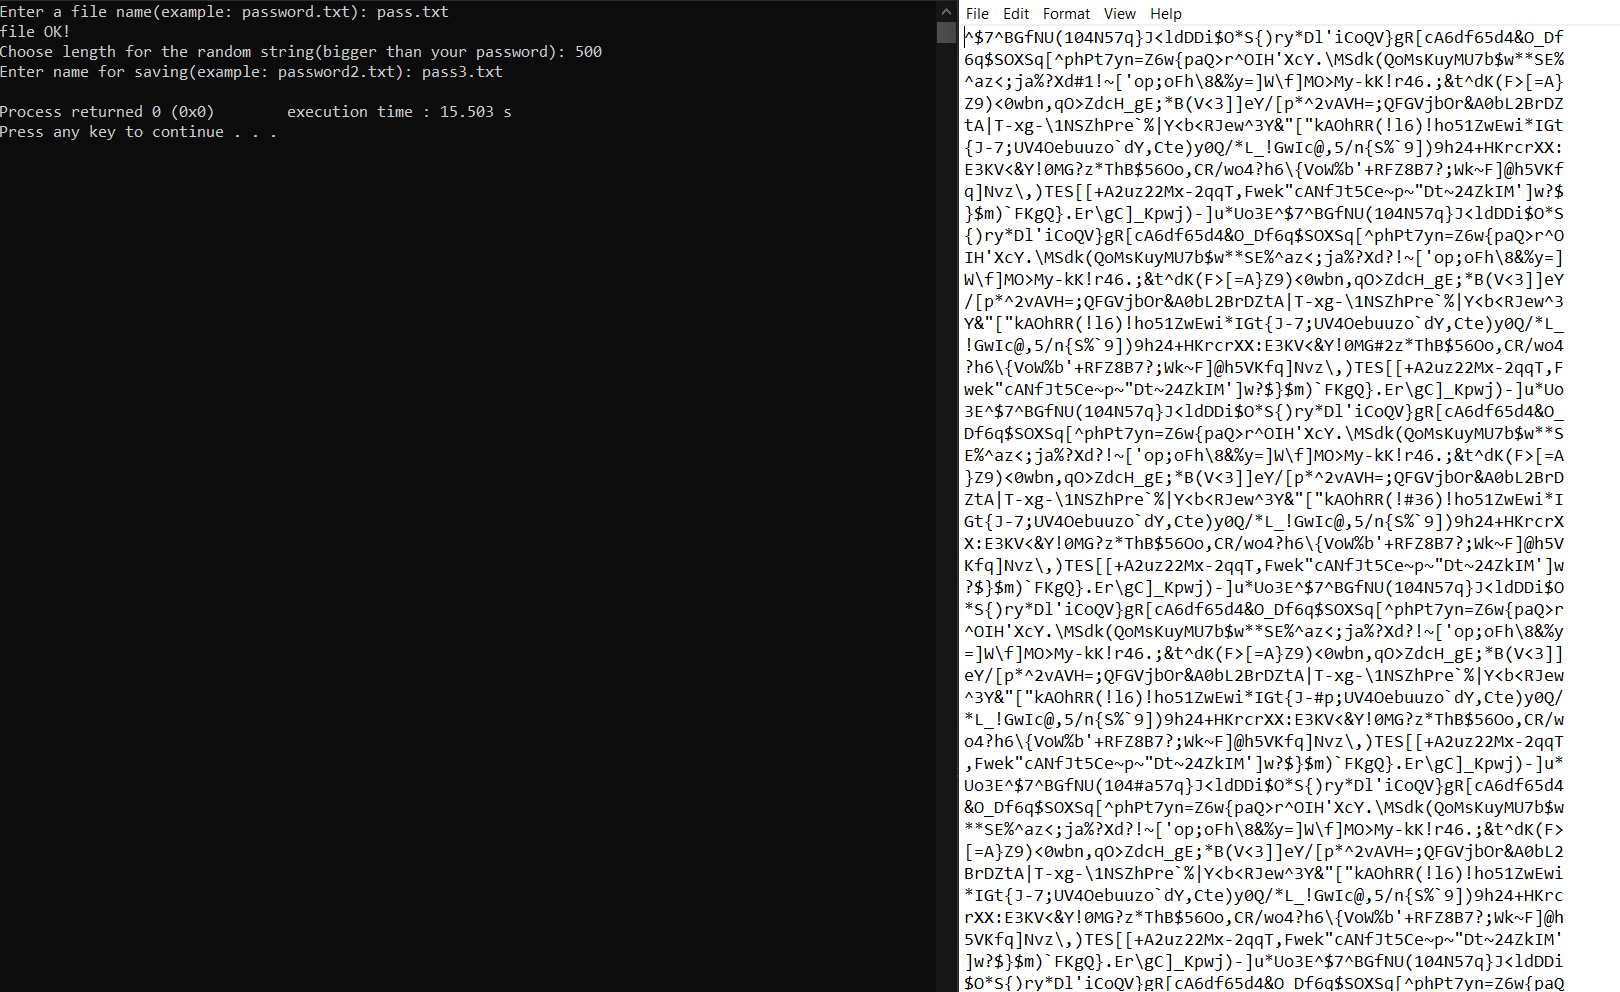 Enter a file name(example: password.txt): pass.txt
file OK!
Choose length for the random string(bigger than your password): 500
Enter name for saving(example: password2.txt): pass3.txt
Process returned 0 (0x0)        execution time : 15.503 s
Press any key to continue . . .
File Edit Format View Help
^$7^BGfNU(104N57q}J<ldDDi$O*S{)ry*Dl'iCoQV}gR[cA6df65d4&O_Df
6q$SOXSq[^phPt7yn=Z6w{paQ>r^OIH'XcY.\MSdk(QoMsKuyMU7b$w**SE%
^az<;ja%?Xd#1!~['op;oFh\8&%y=]W\f]MO>My-kK!r46.;&t^dK(F>[=A}
Z9)<0wbn,qO>ZdcH_gE;*B(V<3]]eY/[p*^2vAVH=;QFGVjbOr&A0bL2BrDZ
tA|T-xg-\1NSZhPre`%|Y<b<RJew^3Y&"["kAOhRR(!l6)!ho51ZwEwi*IGt
{J-7;UV4Oebuuzo`dY,Cte)y0Q/*L_!GwIc@,5/n{S%`9])9h24+HKrcrXX:
E3KV<&Y!0MG?z*ThB$56Oo,CR/wo4?h6\{VoW%b'+RFZ8B7?;Wk~F]@h5VKf
q]Nvz\,)TES[[+A2uz22Mx-2qqT,Fwek"cANfJt5Ce~p~"Dt~24ZkIM']w?$
}$m)`FKgQ}.Er\gC]_Kpwj)-]u*Uo3E^$7^BGfNU(104N57q}J<ldDDi$O*S
{)ry*Dl'iCoQV}gR[cA6df65d4&O_Df6q$SOXSq[^phPt7yn=Z6w{paQ>r^O
IH'XcY.\MSdk(QoMsKuyMU7b$w**SE%^az<;ja%?Xd?!~['op;oFh\8&%y=]
W\f]MO>My-kK!r46.;&t^dK(F>[=A}Z9)<0wbn,qO>ZdcH_gE;*B(V<3]]eY
/[p*^2vAVH=;QFGVjbOr&A0bL2BrDZtA|T-xg-\1NSZhPre`%|Y<b<RJew^3
Y&"["kAOhRR(!l6)!ho51ZwEwi*IGt{J-7;UV4Oebuuzo`dY,Cte)y0Q/*L_
!GwIc@,5/n{S%`9])9h24+HKrcrXX:E3KV<&Y!0MG#2z*ThB$56Oo,CR/wo4
?h6\{VoW%b'+RFZ8B7?;Wk~F]@h5VKfq]Nvz\,)TES[[+A2uz22Mx-2qqT,F
wek"cANfJt5Ce~p~"Dt~24ZkIM']w?$}$m)`FKgQ}.Er\gC]_Kpwj)-]u*Uo
3E^$7^BGfNU(104N57q}J<ldDDi$O*S{)ry*Dl'iCoQV}gR[cA6df65d4&O_
Df6q$SOXSq[^phPt7yn=Z6w{paQ>r^OIH'XcY.\MSdk(QoMsKuyMU7b$w**S
E%^az<;ja%?Xd?!~['op;oFh\8&%y=]W\f]MO>My-kK!r46.;&t^dK(F>[=A
}Z9)<0wbn,qO>ZdcH_gE;*B(V<3]]eY/[p*^2vAVH=;QFGVjbOr&A0bL2BrD
ZtA|T-xg-\1NSZhPre`%|Y<b<RJew^3Y&"["kAOhRR(!#36)!ho51ZwEwi*I
Gt{J-7;UV4Oebuuzo`dY,Cte)y0Q/*L_!GwIc@,5/n{S%`9])9h24+HKrcrX
X:E3KV<&Y!0MG?z*ThB$56Oo,CR/wo4?h6\{VoW%b'+RFZ8B7?;Wk~F]@h5V
Kfq]Nvz\,)TES[[+A2uz22Mx-2qqT,Fwek"cANfJt5Ce~p~"Dt~24ZkIM']w
?$}$m)`FKgQ}.Er\gC]_Kpwj)-]u*Uo3E^$7^BGfNU(104N57q}J<ldDDi$O
*S{)ry*Dl'iCoQV}gR[cA6df65d4&O_Df6q$SOXSq[^phPt7yn=Z6w{paQ>r
^OIH'XcY.\MSdk(QoMsKuyMU7b$w**SE%^az<;ja%?Xd?!~['op;oFh\8&%y
=]W\f]MO>My-kK!r46.;&t^dK(F>[=A}Z9)<0wbn,qO>ZdcH_gE;*B(V<3]]
eY/[p*^2vAVH=;QFGVjbOr&A0bL2BrDZtA|T-xg-\1NSZhPre`%|Y<b<RJew
^3Y&"["kAOhRR(!l6)!ho51ZwEwi*IGt{J-#p;UV4Oebuuzo`dY,Cte)y0Q/
*L_!GwIc@,5/n{S%`9])9h24+HKrcrXX:E3KV<&Y!0MG?z*ThB$56Oo,CR/w
o4?h6\{VoW%b'+RFZ8B7?;Wk~F]@h5VKfq]Nvz\,)TES[[+A2uz22Mx-2qqT
,Fwek"cANfJt5Ce~p~"Dt~24ZkIM']w?$}$m)`FKgQ}.Er\gC]_Kpwj)-]u*
Uo3E^$7^BGfNU(104#a57q}J<ldDDi$O*S{)ry*Dl'iCoQV}gR[cA6df65d4
&O_Df6q$SOXSq[^phPt7yn=Z6w{paQ>r^OIH'XcY.\MSdk(QoMsKuyMU7b$w
**SE%^az<;ja%?Xd?!~['op;oFh\8&%y=]W\f]MO>My-kK!r46.;&t^dK(F>
[=A}Z9)<0wbn,qO>ZdcH_gE;*B(V<3]]eY/[p*^2vAVH=;QFGVjbOr&A0bL2
BrDZtA|T-xg-\1NSZhPre`%|Y<b<RJew^3Y&"["kAOhRR(!l6)!ho51ZwEwi
*IGt{J-7;UV4Oebuuzo`dY,Cte)y0Q/*L_!GwIc@,5/n{S%`9])9h24+HKrc
rXX:E3KV<&Y!0MG?z*ThB$56Oo,CR/wo4?h6\{VoW%b'+RFZ8B7?;Wk~F]@h
5VKfq]Nvz\,)TES[[+A2uz22Mx-2qqT,Fwek"cANfJt5Ce~p~"Dt~24ZkIM'
]w?$}$m)`FKgQ}.Er\gC]_Kpwj)-]u*Uo3E^$7^BGfNU(104N57q}J<ldDDi
$O*S{)ry*Dl'iCoQV}gR[cA6df65d4&O_Df6q$SOXSq[^phPt7yn=Z6w{paQ